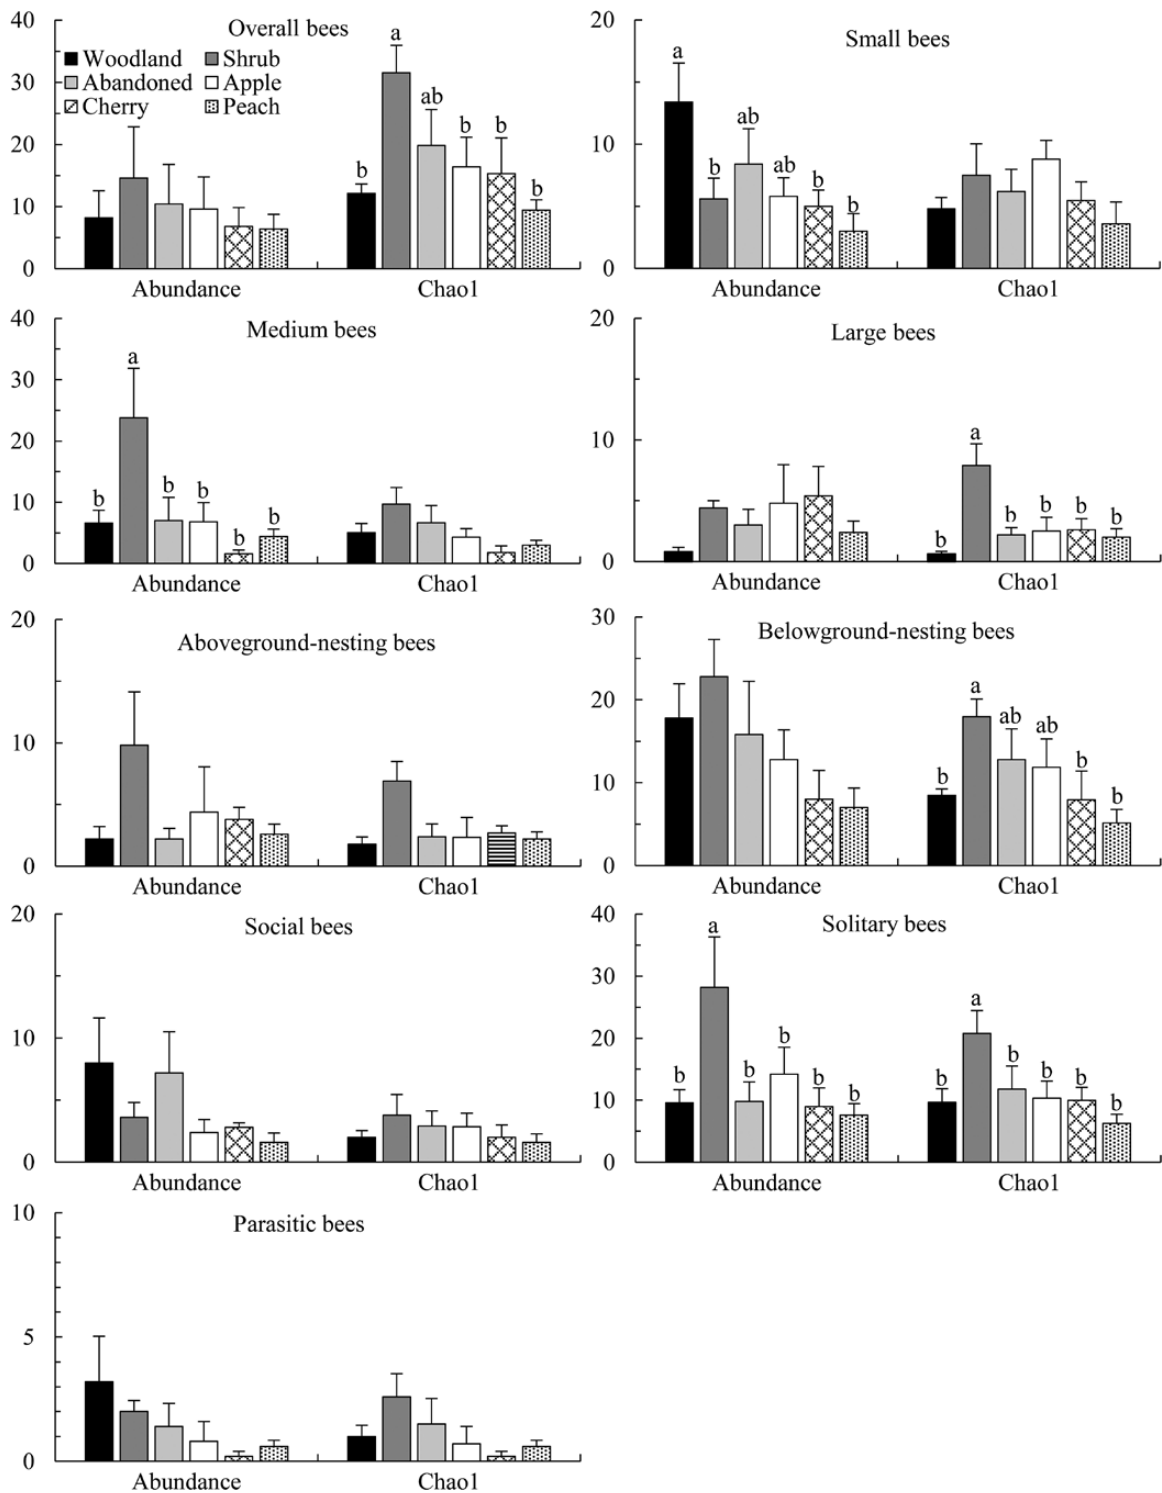 Overall bees
40
30
20
10
0
Woodland Shrub
Abandoned Apple
Cherry Peach
b a ab b b b
Abundance Chao1
Small bees
20
10
0
a b ab ab b b
Abundance Chao1
Medium bees
40
30
20
10
0
b a b b b b
Abundance Chao1
Large bees
20
10
0
b a b b b b
Abundance Chao1
Aboveground-nesting bees
20
10
0
Abundance Chao1
Belowground-nesting bees
30
20
10
0
b a ab ab b b
Abundance Chao1
Social bees
20
10
0
Abundance Chao1
Solitary bees
40
30
20
10
0
b a b b b b b a b b b b
Abundance Chao1
Parasitic bees
10
5
0
Abundance Chao1